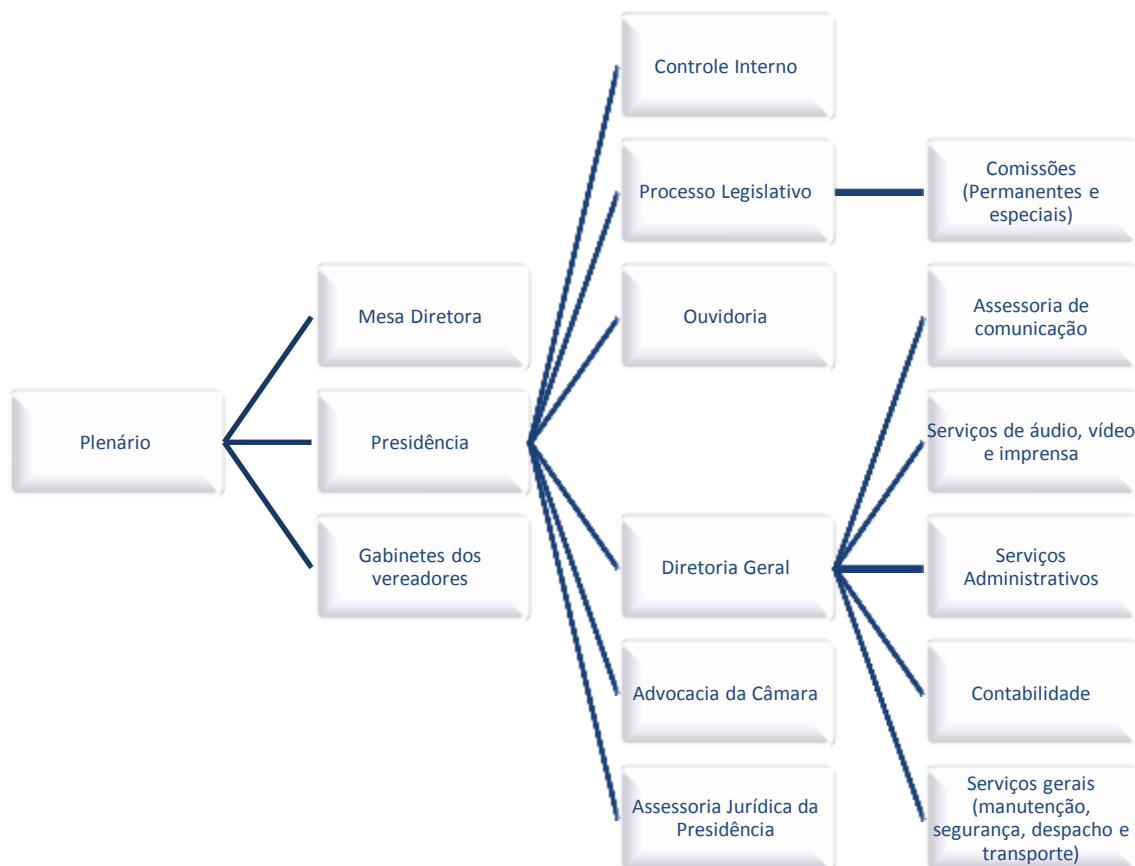 Controle Interno
Processo Legislativo
Comissões
(Permanentes e
especiais)
Mesa Diretora
Ouvidoria
Assessoria de
comunicação
Plenário
Presidência
Serviços de áudio, vídeo
e imprensa
Gabinetes dos
vereadores
Diretoria Geral
Serviços
Administrativos
Advocacia da Câmara
Contabilidade
Assessoria Jurídica da
Presidência
Serviços gerais
(manutenção,
segurança, despacho e
transporte)